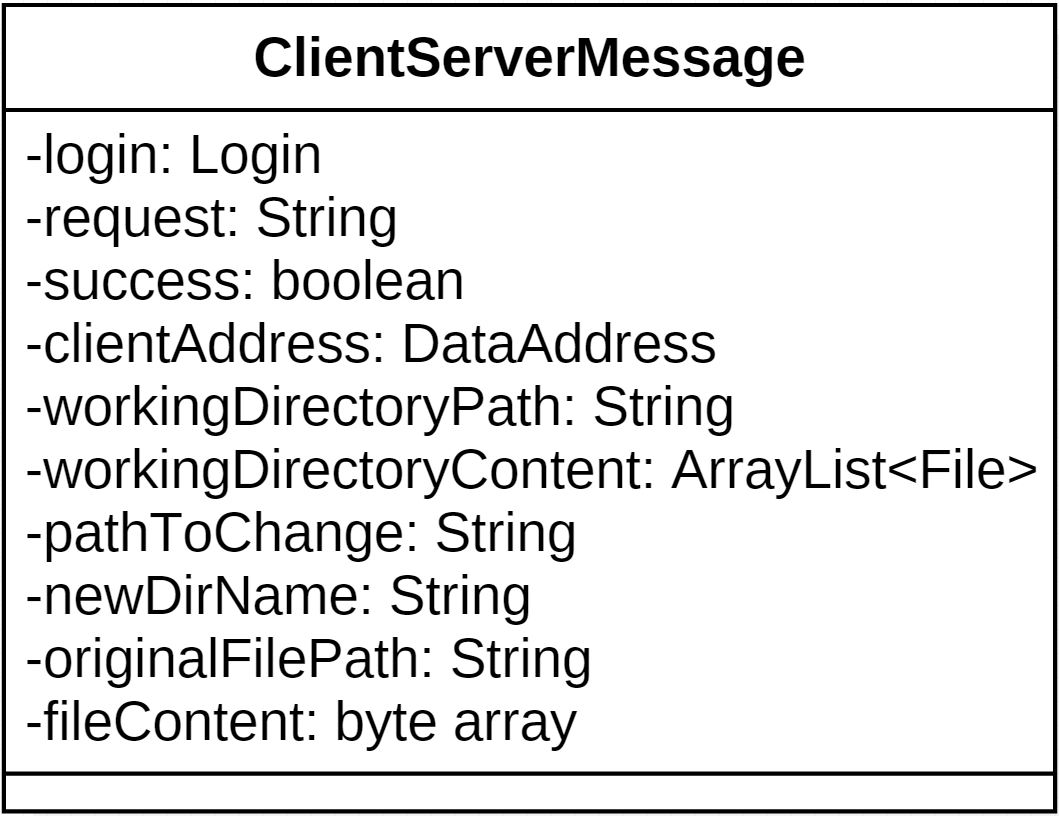 ClientServerMessage
-login: Login
-request: String
-success: boolean
-clientAddress: DataAddress
-workingDirectoryPath: String
-workingDirectoryContent: ArrayList<File>
-pathToChange: String
-newDirName: String
-originalFilePath: String
-fileContent: byte array